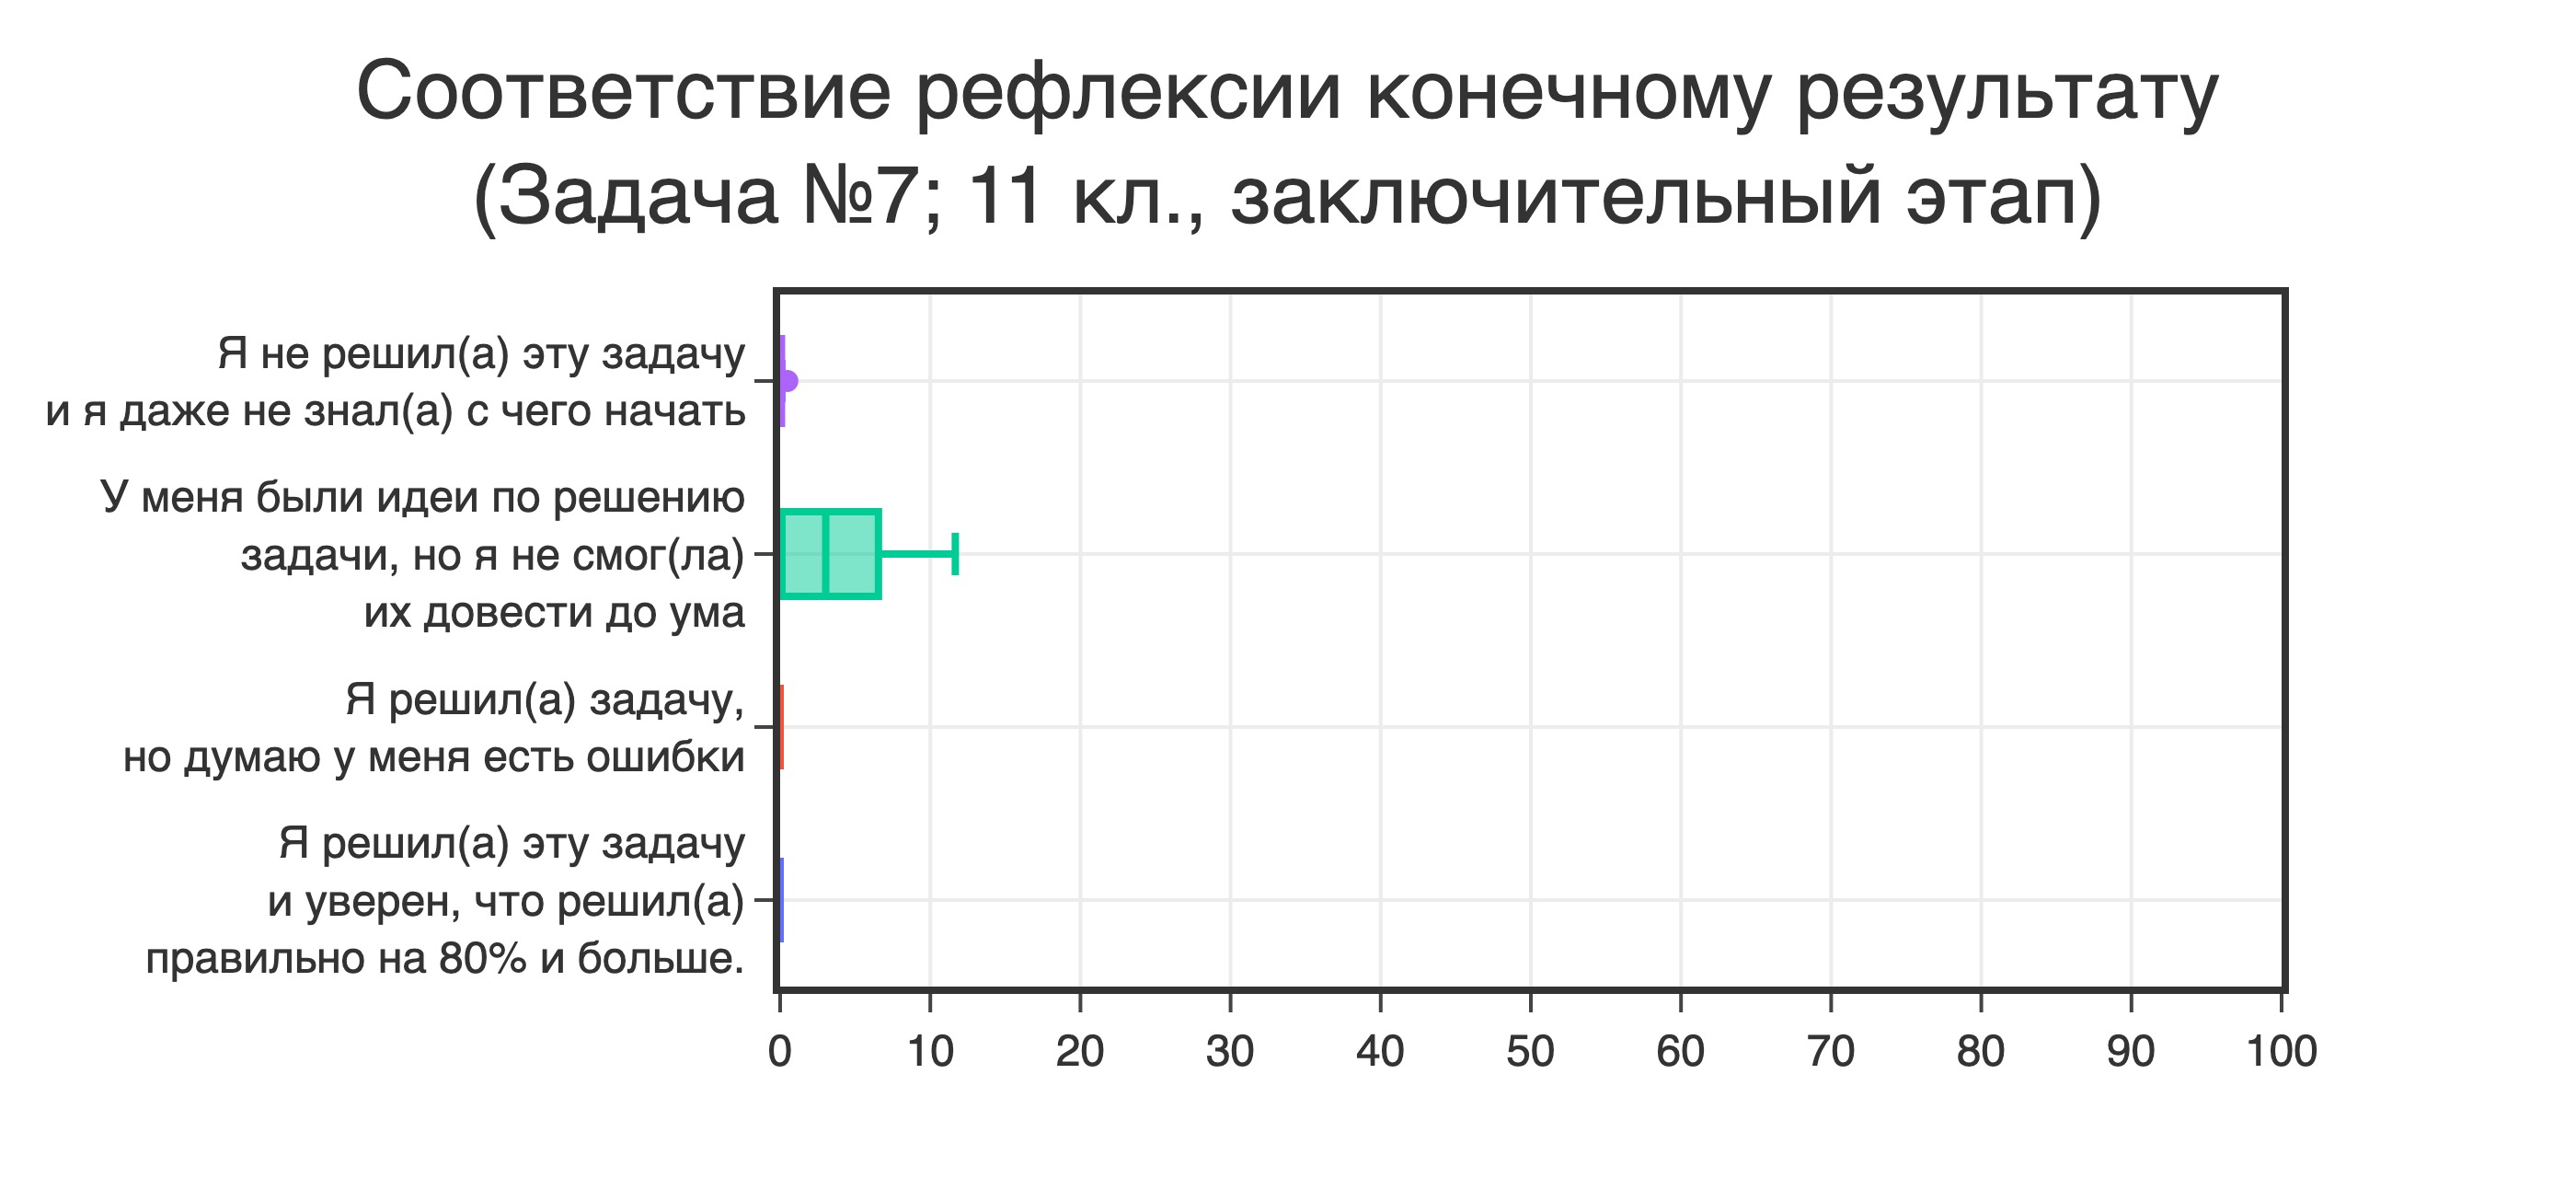 Соответствие рефлексии конечному результату
(Задача №7; 11 кл., заключительный этап)
Я не решил(а) эту задачу
и я даже не знал(а) с чего начать
У меня были идеи по решению
задачи, но я не смог(ла)
их довести до ума
Я решил(а) задачу,
но думаю у меня есть ошибки
Я решил(а) эту задачу
и уверен, что решил(а)
правильно на 80% и больше.
0 10 20 30 40 50 60 70 80 90 100